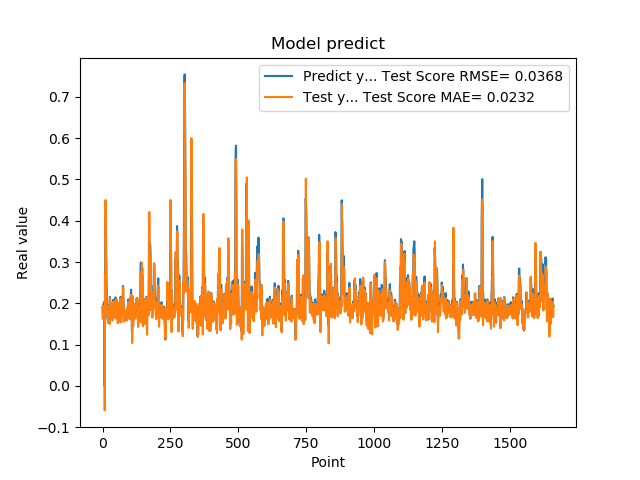 Model predict
Predict y... Test Score RMSE= 0.0368
Test y... Test Score MAE= 0.0232
0.7
0.6
0.5
0.4
0.3
0.2
0.1
0.0
−0.1
Real value
0 250 500 750 1000 1250 1500
Point